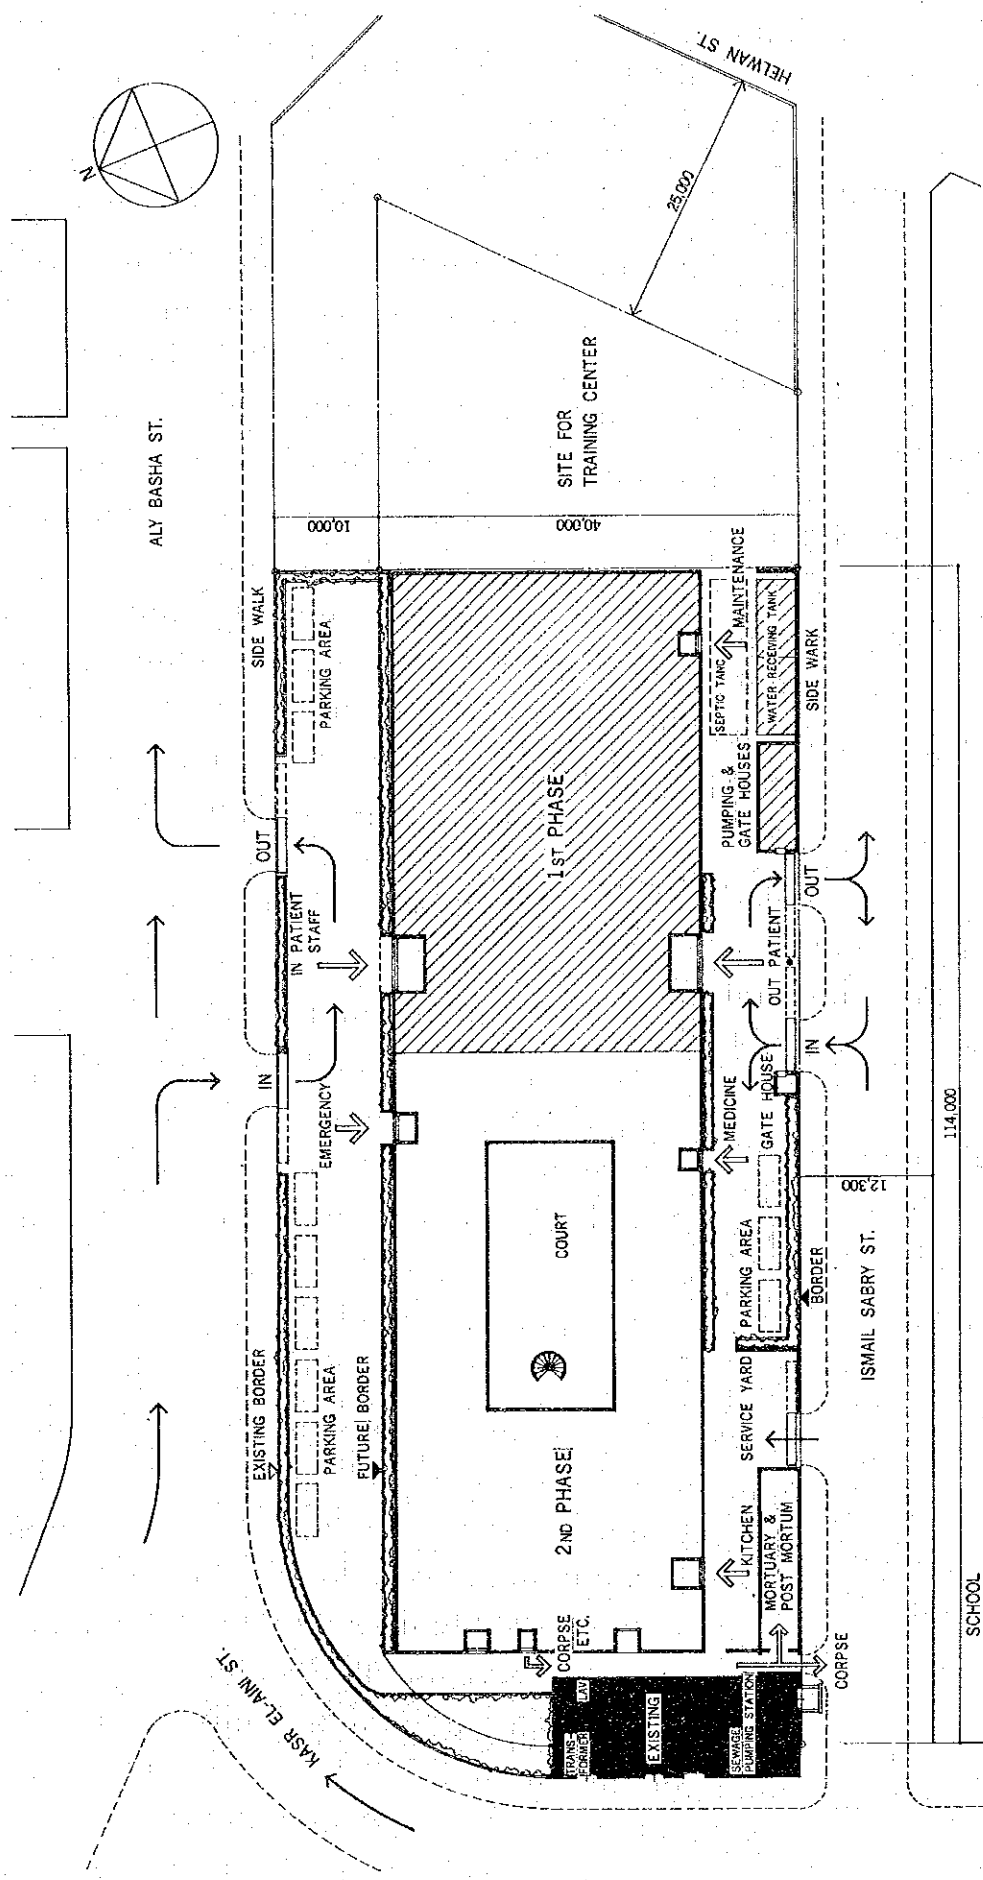 HELWAN ST.
N
25,000
ALY BASHA ST.
SITE FOR
TRAINING CENTER
10,000
40,000
SIDE WALK
PARKING AREA
MAINTENANCE
SEPTIC TANC
WATER-RECEIVING TANK
SIDE WARK
PUMPING &
GATE HOUSES
1ST PHASE
OUT
IN PATIENT
STAFF
OUT
OUT PATIENT
IN
IN
EMERGENCY
MEDICINE
GATE HOUSE
114,000
12,300
COURT
PARKING AREA
BORDER
ISMAIL SABRY ST.
EXISTING BORDER
PARKING AREA
FUTURE BORDER
SERVICE YARD
2ND PHASE
KITCHEN
MORTUARY &
POST MORTUM
CORPSE
ETC.
CORPSE
SCHOOL
KASR EL-AINI ST.
TRANS-
FORMER
LAV
EXISTING
SEWAGE
PUMPING STATION